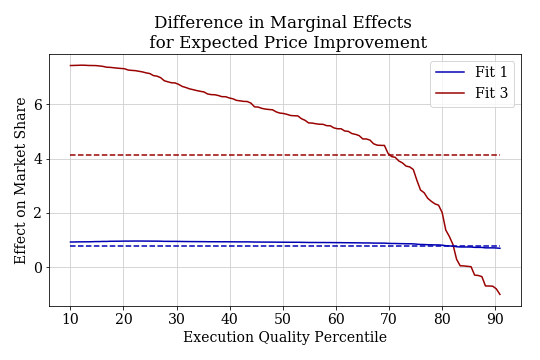 Difference in Marginal Effects
for Expected Price Improvement
Effect on Market Share
6
4
2
0
Fit 1
Fit 3
10 20 30 40 50 60 70 80 90
Execution Quality Percentile